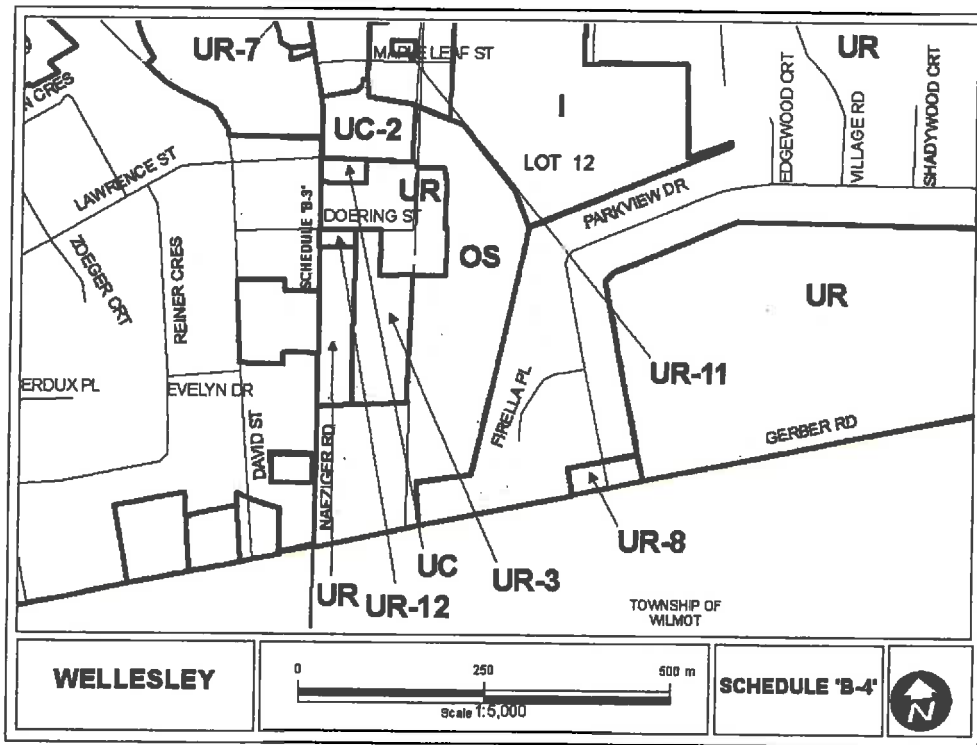 UR-7
MAPLE LEAF ST
UR
N CRES
I
EDGEWOOD CRT
VILLAGE RD
SHADYWOOD CRT
UC-2
LAWRENCE ST
LOT 12
UR
PARKVIEW DR
SCHEDULE "B-3"
DOERING ST
ZOEGER CRT
REINER CRES
OS
UR
UR-11
ERDUX PL
EVELYN DR
FIRELLA PL
GERBER RD
DAVID ST
NAFZIGER RD
UR-8
UC
UR-3
UR
UR-12
TOWNSHIP OF
WILMOT
WELLESLEY
0 250 500 m
Scale 1:5,000
SCHEDULE "B-4"
N